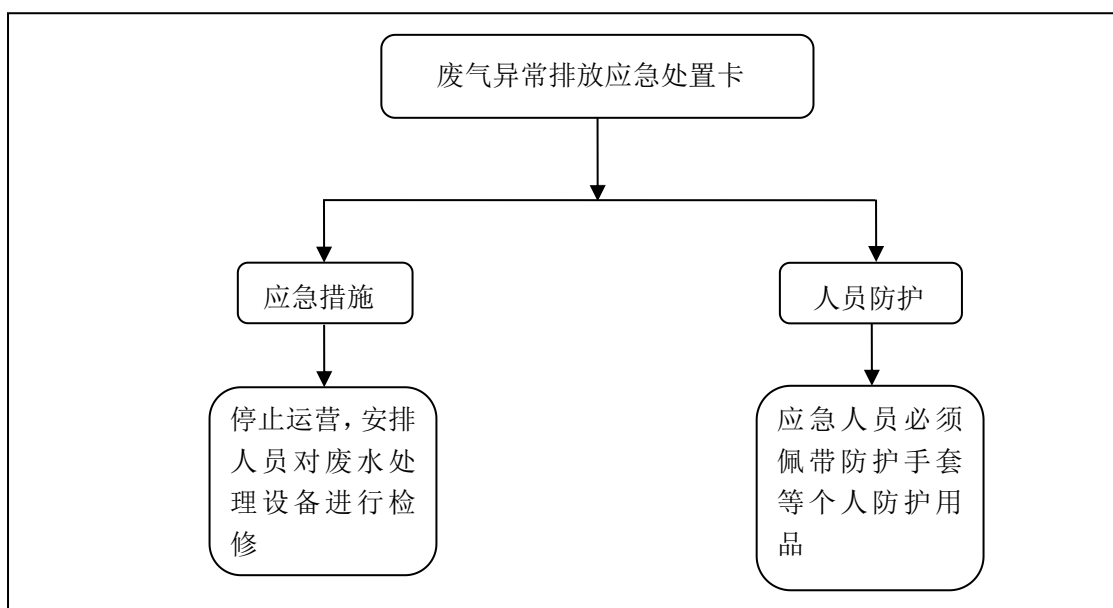 废气异常排放应急处置卡
应急措施
人员防护
停止运营，安排
人员对废水处
理设备进行检
修
应急人员必须
佩带防护手套
等个人防护用
品